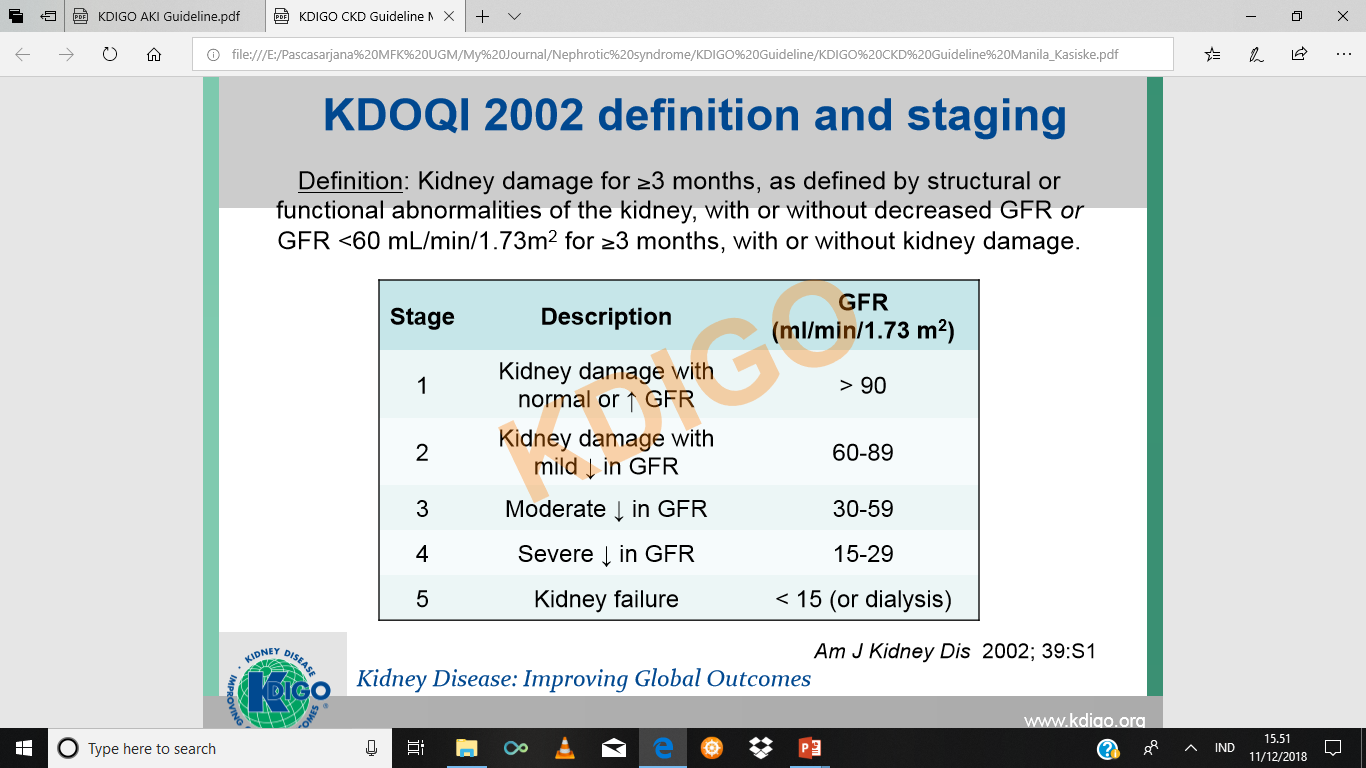 KDIGO AKI Guideline.pdf
KDIGO CKD Guideline M
file:///E:/Pascasarjana%20MFK%20UGM/My%20Journal/Nephrotic%20syndrome/KDIGO%20Guideline/KDIGO%20CKD%20Guideline%20Manila_Kasiske.pdf
KDOQI 2002 definition and staging
Definition: Kidney damage for ≥3 months, as defined by structural or
functional abnormalities of the kidney, with or without decreased GFR or
GFR <60 mL/min/1.73m² for ≥3 months, with or without kidney damage.
Stage Description GFR
(ml/min/1.73 m²)
1 Kidney damage with
normal or ↑ GFR > 90
2 Kidney damage with
mild ↓ in GFR 60-89
3 Moderate ↓ in GFR 30-59
4 Severe ↓ in GFR 15-29
5 Kidney failure < 15 (or dialysis)
KDIGO
Am J Kidney Dis 2002; 39:S1
KIDNEY DISEASE
IMPROVING
KDIGO
Kidney Disease: Improving Global Outcomes
www.kdigo.org
Type here to search
IND
15.51
11/12/2018